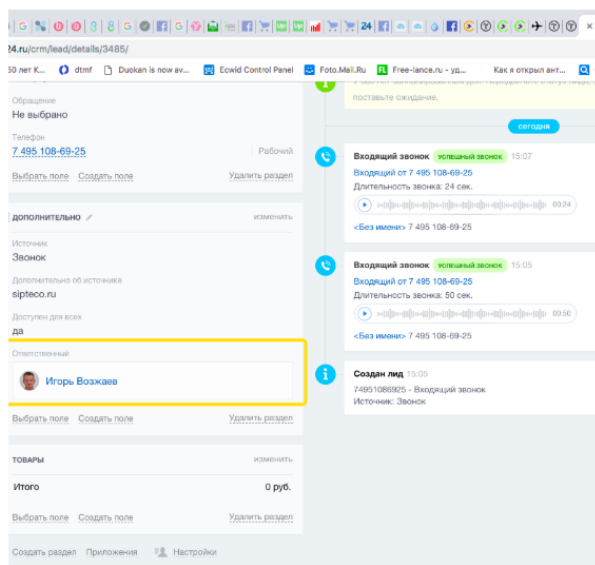 24.ru/crm/lead/details/3485/
50 лет K...
dtmf
Duokan is now av...
Ecwid Control Panel
Foto.Mail.Ru
FL Free-lance.ru - уд...
Как я открыл ант...
Обращение
Не выбрано
Телефон
7 495 108-69-25
Рабочий
Выбрать поле Создать поле Удалить раздел
ДОПОЛНИТЕЛЬНО изменить
Источник
Звонок
Дополнительно об источнике
sipteco.ru
Доступен для всех
да
Ответственный
Игорь Возжаев
Выбрать поле Создать поле Удалить раздел
ТОВАРЫ изменить
Итого 0 руб.
Выбрать поле Создать поле Удалить раздел
Создать раздел Приложения Настройки
поставьте ожидание.
сегодня
Входящий звонок успешный звонок 15:07
Входящий от 7 495 108-69-25
Длительность звонка: 24 сек.
00:24
<Без имени> 7 495 108-69-25
Входящий звонок успешный звонок 15:05
Входящий от 7 495 108-69-25
Длительность звонка: 50 сек.
00:50
<Без имени> 7 495 108-69-25
Создан лид 15:05
74951086925 - Входящий звонок
Источник: Звонок